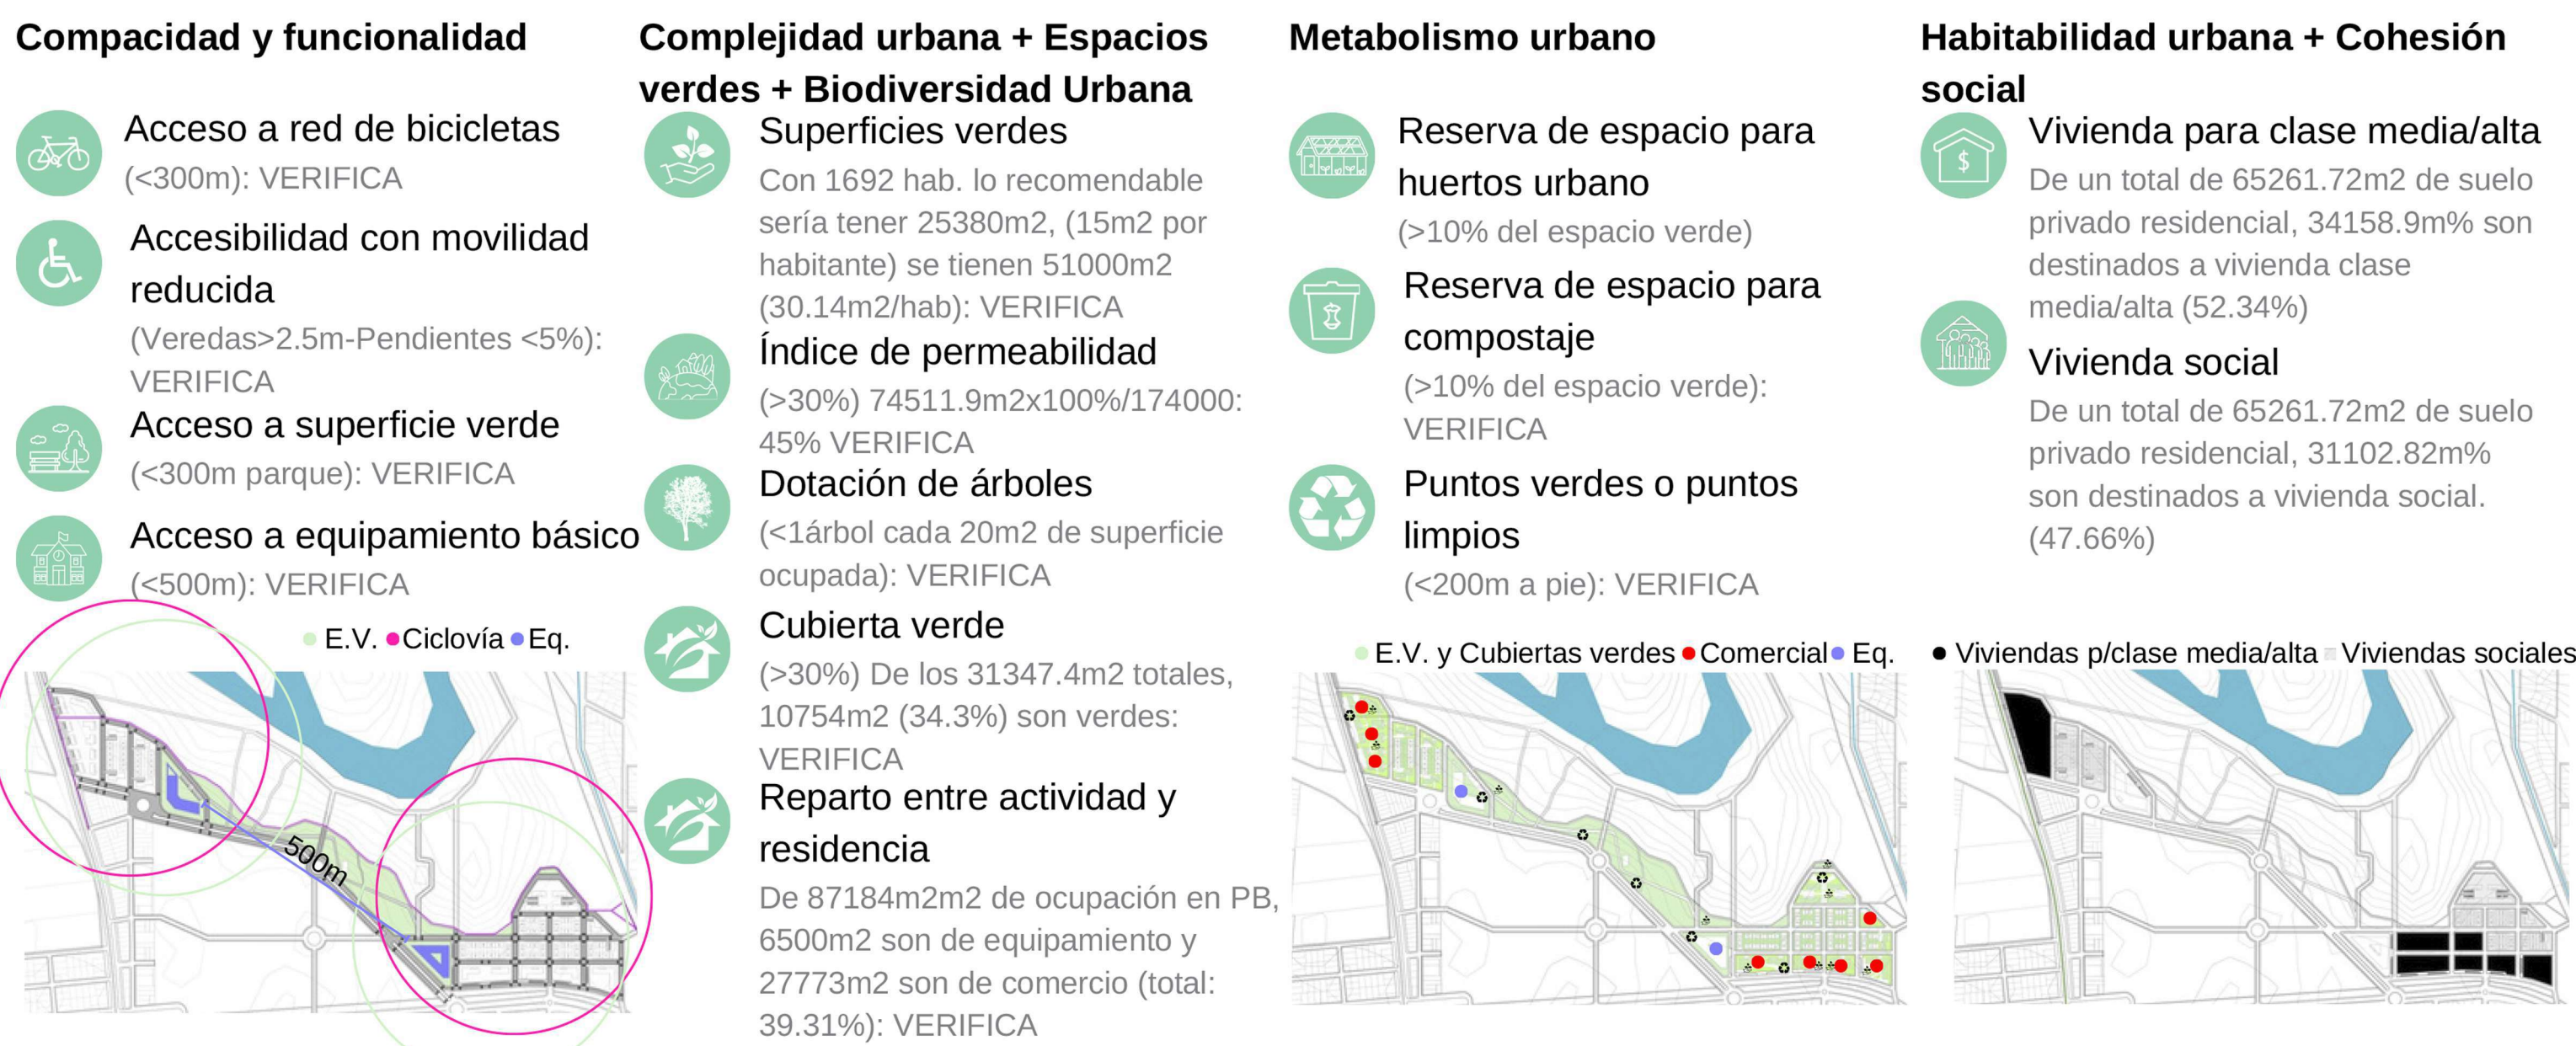 Compacidad y funcionalidad
Acceso a red de bicicletas
(<300m): VERIFICA
Accesibilidad con movilidad
reducida
(Veredas>2.5m-Pendientes <5%):
VERIFICA
Acceso a superficie verde
(<300m parque): VERIFICA
Acceso a equipamiento básico
(<500m): VERIFICA
E.V. Ciclovía Eq.
500m
Complejidad urbana + Espacios
verdes + Biodiversidad Urbana
Superficies verdes
Con 1692 hab. lo recomendable
sería tener 25380m2, (15m2 por
habitante) se tienen 51000m2
(30.14m2/hab): VERIFICA
Índice de permeabilidad
(>30%) 74511.9m2x100%/174000:
45% VERIFICA
Dotación de árboles
(<1árbol cada 20m2 de superficie
ocupada): VERIFICA
Cubierta verde
(>30%) De los 31347.4m2 totales,
10754m2 (34.3%) son verdes:
VERIFICA
Reparto entre actividad y
residencia
De 87184m2m2 de ocupación en PB,
6500m2 son de equipamiento y
27773m2 son de comercio (total:
39.31%): VERIFICA
Metabolismo urbano
Reserva de espacio para
huertos urbano
(>10% del espacio verde)
Reserva de espacio para
compostaje
(>10% del espacio verde):
VERIFICA
Puntos verdes o puntos
limpios
(<200m a pie): VERIFICA
E.V. y Cubiertas verdes Comercial Eq.
Habitabilidad urbana + Cohesión
social
Vivienda para clase media/alta
De un total de 65261.72m2 de suelo
privado residencial, 34158.9m% son
destinados a vivienda clase
media/alta (52.34%)
Vivienda social
De un total de 65261.72m2 de suelo
privado residencial, 31102.82m%
son destinados a vivienda social.
(47.66%)
Viviendas p/clase media/alta Viviendas sociales